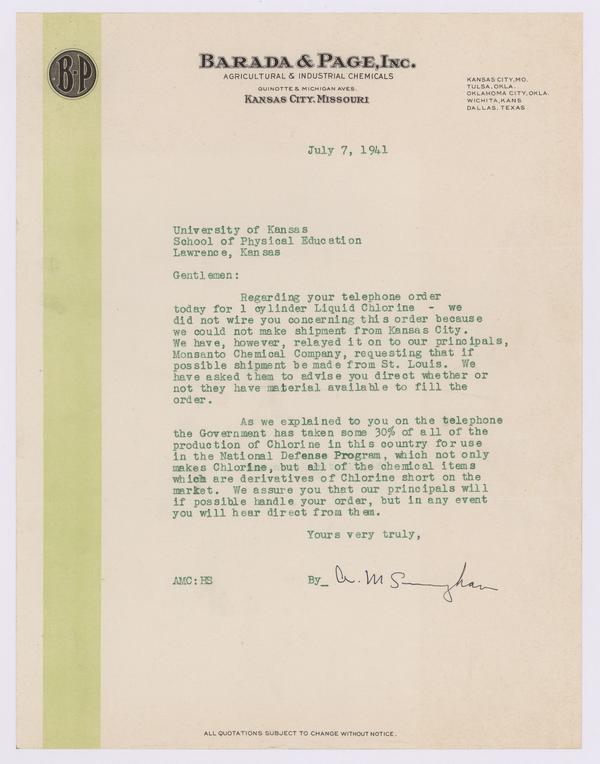 B-P
BARADA & PAGE, INC.
AGRICULTURAL & INDUSTRIAL CHEMICALS
GUINOTTE & MICHIGAN AVES.
KANSAS CITY, MISSOURI
KANSAS CITY, MO.
TULSA, OKLA.
OKLAHOMA CITY, OKLA.
WICHITA, KANS
DALLAS, TEXAS
July 7, 1941
University of Kansas
School of Physical Education
Lawrence, Kansas
Gentlemen:
Regarding your telephone order
today for 1 cylinder Liquid Chlorine - we
did not wire you concerning this order because
we could not make shipment from Kansas City.
We have, however, relayed it on to our principals,
Monsanto Chemical Company, requesting that if
possible shipment be made from St. Louis. We
have asked them to advise you direct whether or
not they have material available to fill the
order.
As we explained to you on the telephone
the Government has taken some 30% of all of the
production of Chlorine in this country for use
in the National Defense Program, which not only
makes Chlorine, but all of the chemical items
which are derivatives of Chlorine short on the
market. We assure you that our principals will
if possible handle your order, but in any event
you will hear direct from them.
Yours very truly,
AMC:HS
By
ALL QUOTATIONS SUBJECT TO CHANGE WITHOUT NOTICE.